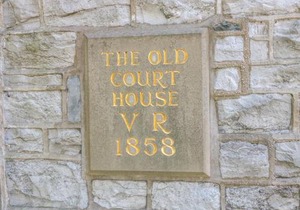 THE OLD
COURT
HOUSE
V R
1858